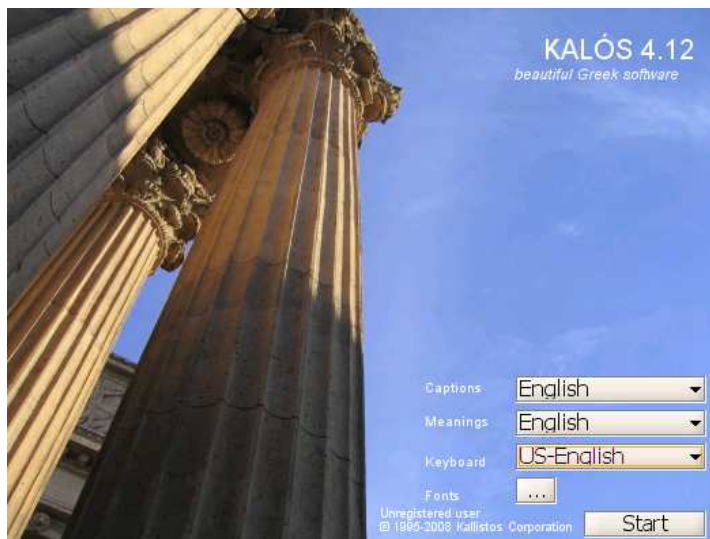 KALÓS 4.12
beautiful Greek software
Captions English
Meanings English
Keyboard US-English
Fonts ...
Unregistered user
© 1995-2008 Kallistos Corporation Start